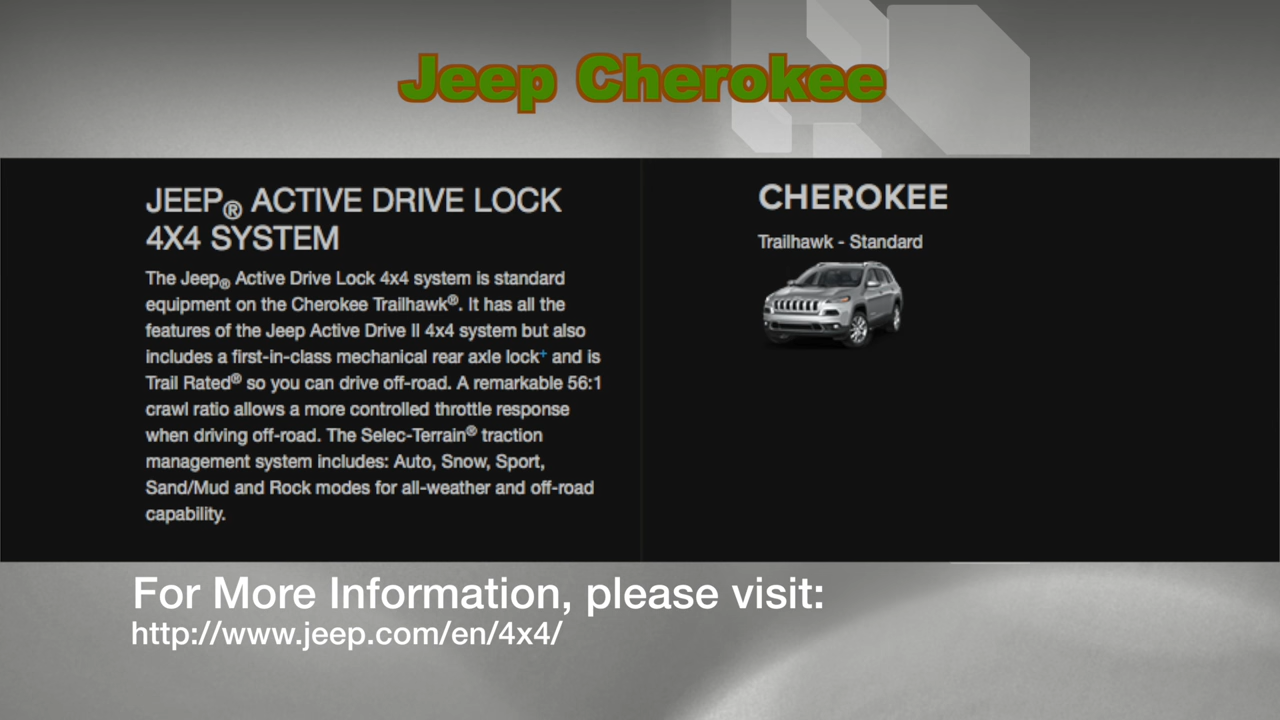 Jeep Cherokee
JEEP® ACTIVE DRIVE LOCK
4X4 SYSTEM
The Jeep® Active Drive Lock 4x4 system is standard
equipment on the Cherokee Trailhawk®. It has all the
features of the Jeep Active Drive II 4x4 system but also
includes a first-in-class mechanical rear axle lock+ and is
Trail Rated® so you can drive off-road. A remarkable 56:1
crawl ratio allows a more controlled throttle response
when driving off-road. The Selec-Terrain® traction
management system includes: Auto, Snow, Sport,
Sand/Mud and Rock modes for all-weather and off-road
capability.
CHEROKEE
Trailhawk - Standard
For More Information, please visit:
http://www.jeep.com/en/4x4/